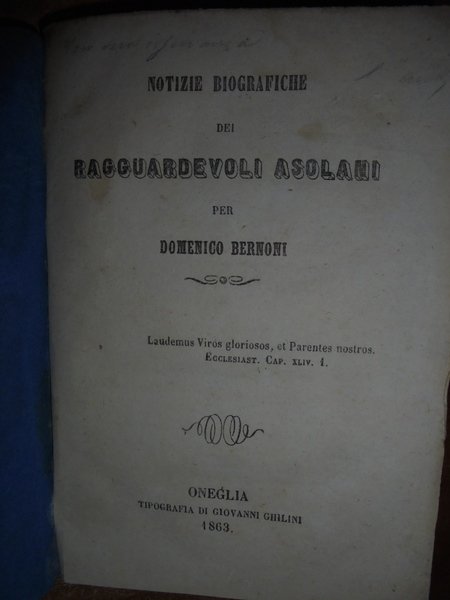 NOTIZIE BIOGRAFICHE
DEI
RAGGUARDEVOLI ASOLANI
PER
DOMENICO BERNONI
Laudemus Viros gloriosos, et Parentes nostros.
ECCLESIAST. CAP. XLIV. 1.
ONEGLIA
TIPOGRAFIA DI GIOVANNI GHILINI
1863.